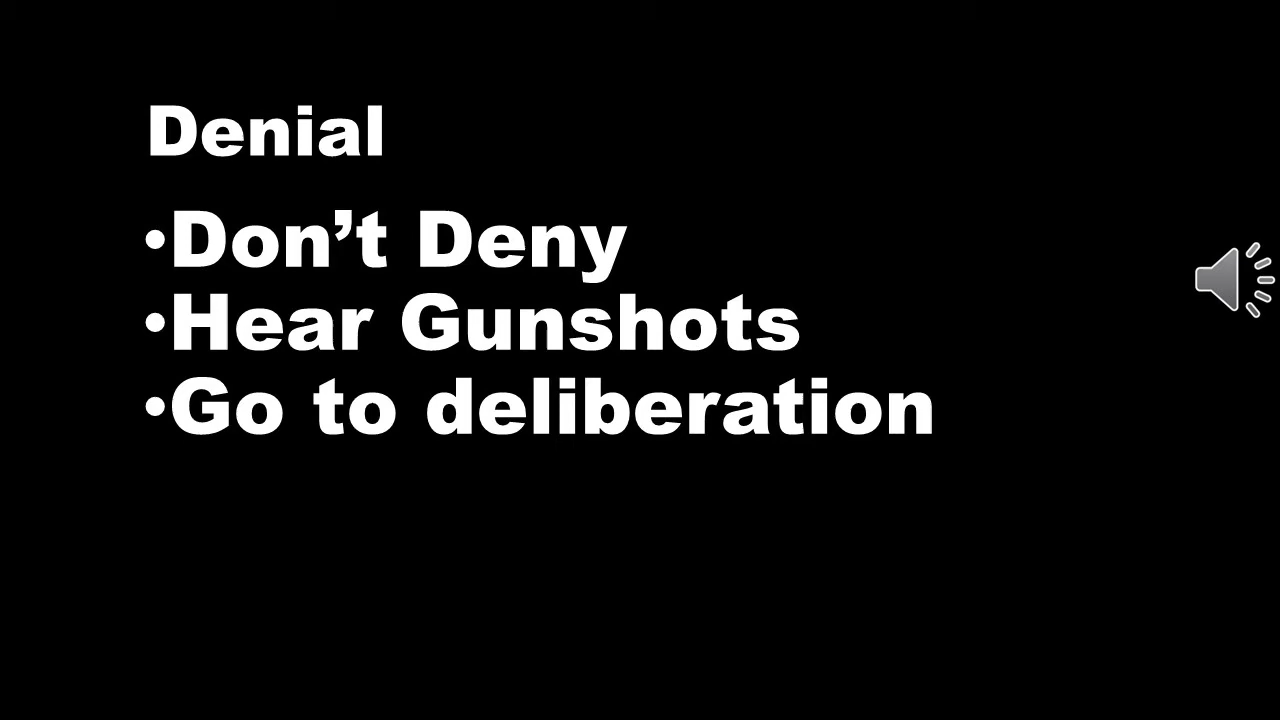 Denial
•Don’t Deny
•Hear Gunshots
•Go to deliberation